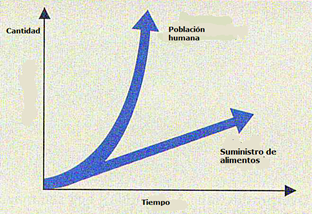 Cantidad
Población
humana
Suministro de
alimentos
Tiempo